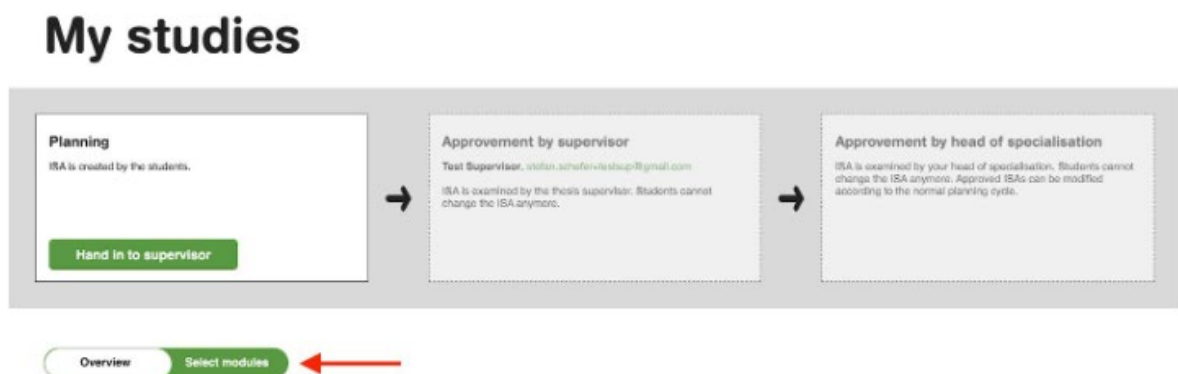 My studies
Planning
ISA is created by the students.
Hand in to supervisor
Approvement by supervisor
Test Supervisor,
ISA is examined by the thesis supervisor. Students cannot
change the ISA anymore.
Approvement by head of specialisation
ISA is examined by your head of specialisation. Students cannot
change the ISA anymore. Approved ISAs can be modified
according to the normal planning cycle.
Overview
Select modules